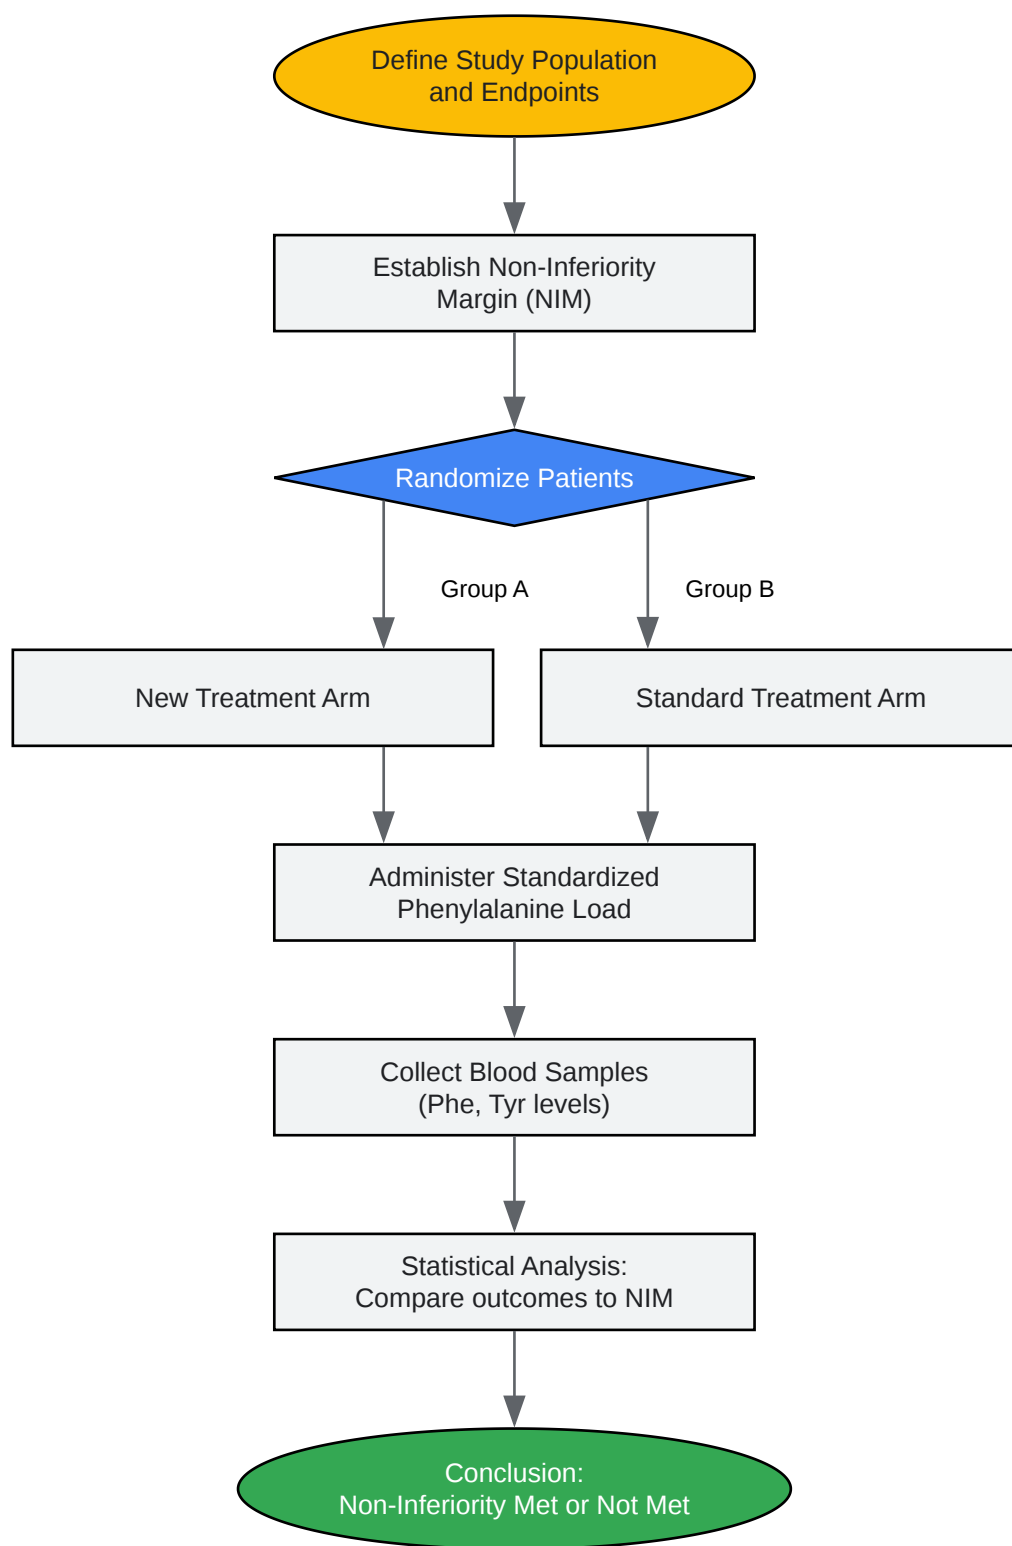 Define Study Population
and Endpoints
Establish Non-Inferiority
Margin (NIM)
Randomize Patients
Group A
Group B
New Treatment Arm
Standard Treatment Arm
Administer Standardized
Phenylalanine Load
Collect Blood Samples
(Phe, Tyr levels)
Statistical Analysis:
Compare outcomes to NIM
Conclusion:
Non-Inferiority Met or Not Met